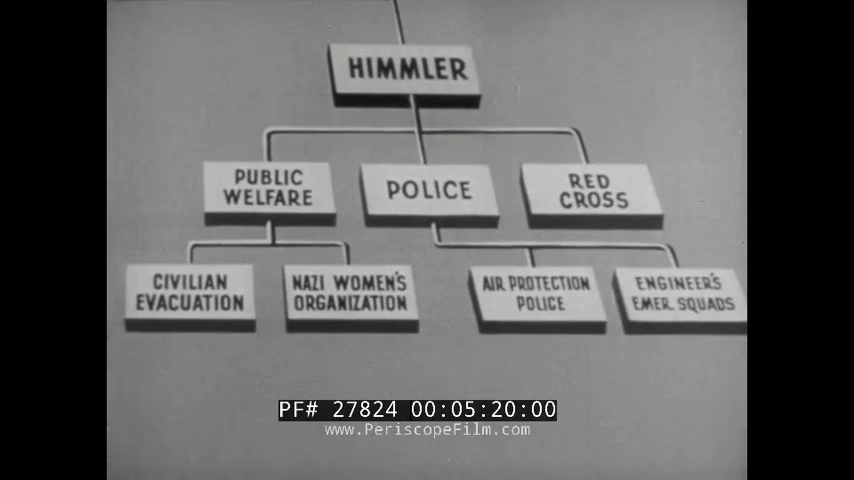 HIMMLER
PUBLIC
WELFARE
POLICE
RED
CROSS
CIVILIAN
EVACUATION
NAZI WOMEN'S
ORGANIZATION
AIR PROTECTION
POLICE
ENGINEER'S
EMER. SQUADS
PF# 27824 00:05:20:00
www.PeriscopeFilm.com